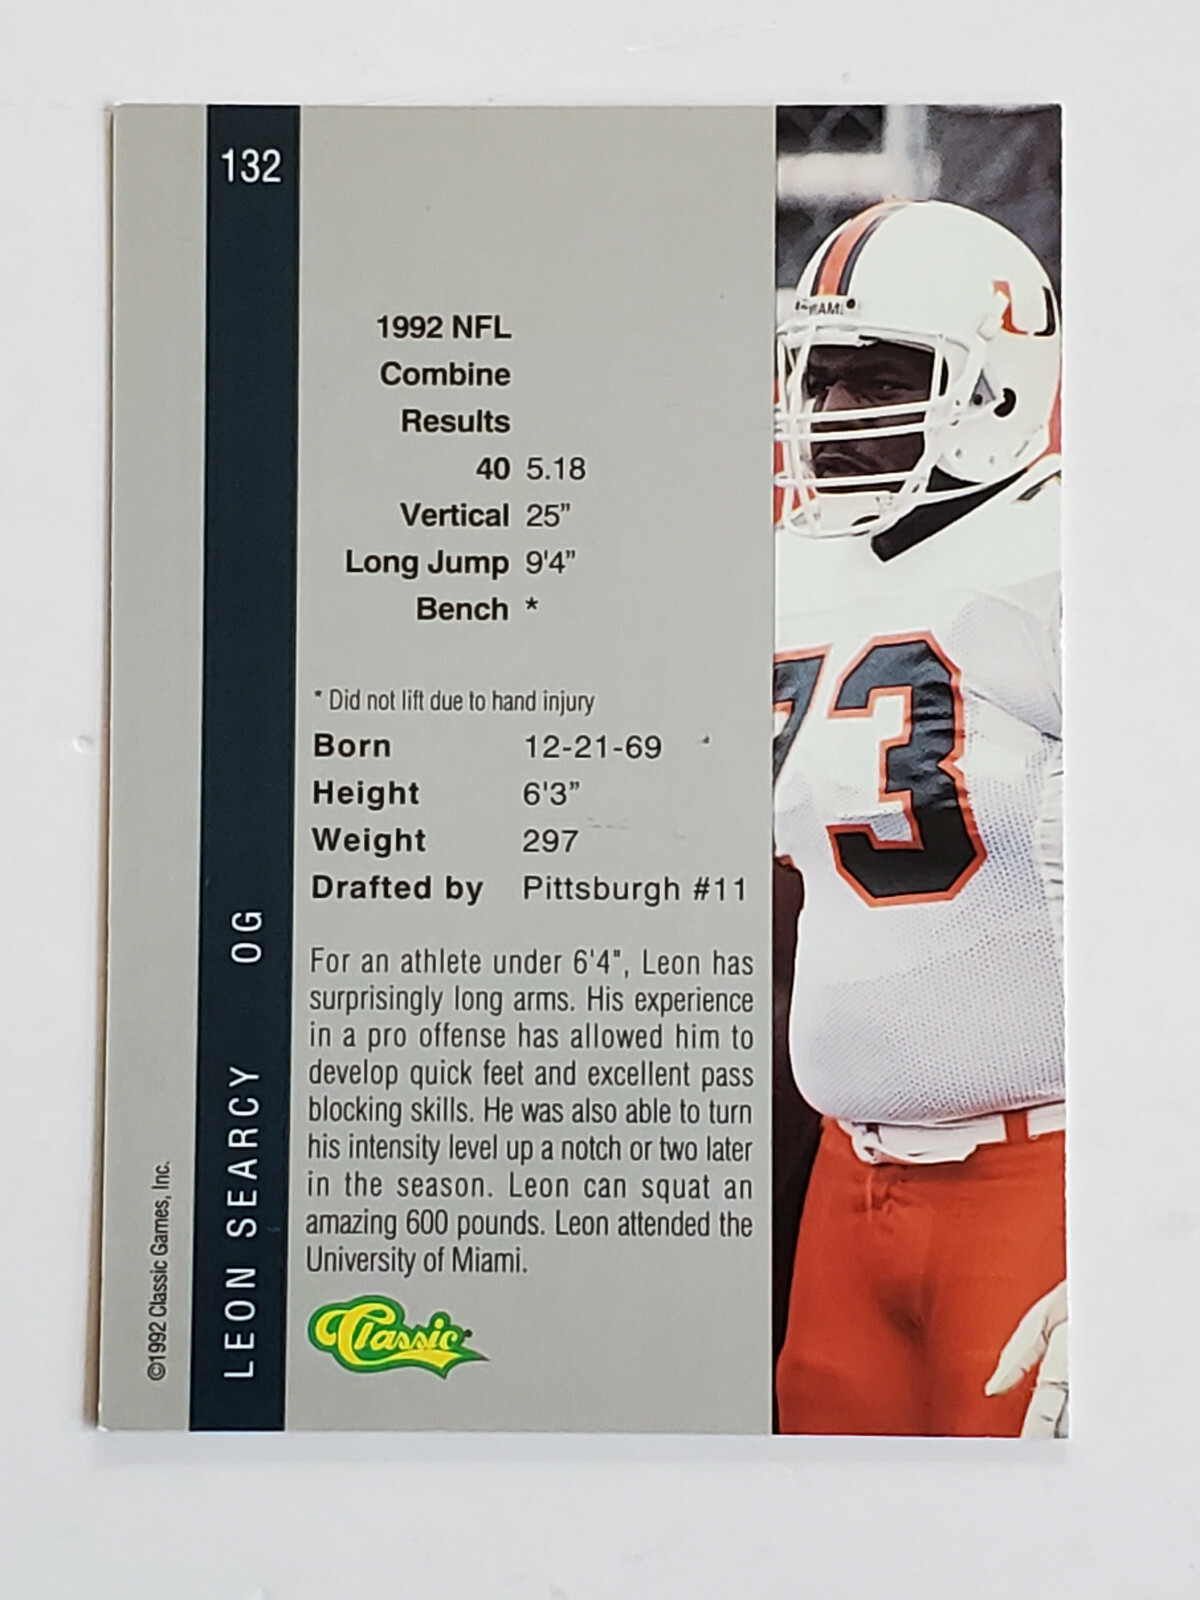 132
1992 NFL
Combine
Results
40 5.18
Vertical 25”
Long Jump 9'4”
Bench *
* Did not lift due to hand injury
Born 12-21-69
Height 6'3”
Weight 297
Drafted by Pittsburgh #11
For an athlete under 6'4", Leon has
surprisingly long arms. His experience
in a pro offense has allowed him to
develop quick feet and excellent pass
blocking skills. He was also able to turn
his intensity level up a notch or two later
in the season. Leon can squat an
amazing 600 pounds. Leon attended the
University of Miami.
Classic
LEON SEARCY OG
©1992 Classic Games, Inc.
73
U